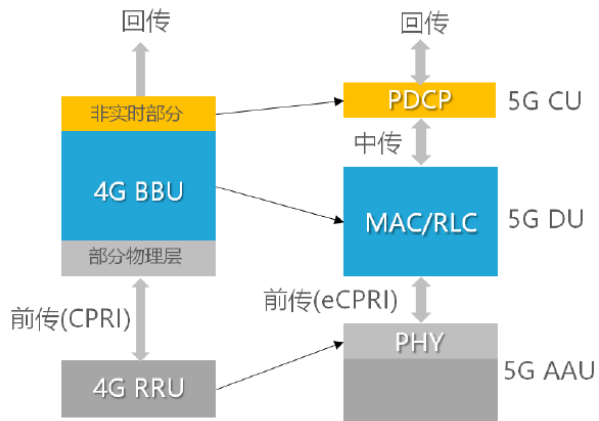 回传
回传
非实时部分
PDCP
5G CU
中传
4G BBU
MAC/RLC
5G DU
部分物理层
前传(CPRI)
前传(eCPRI)
PHY
4G RRU
5G AAU